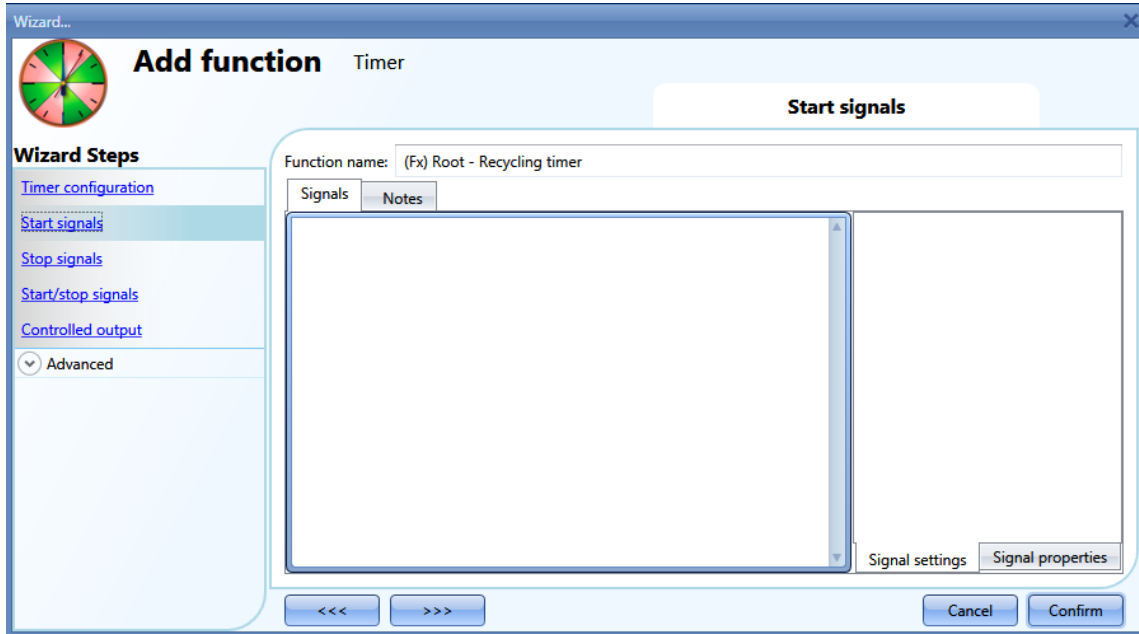 Wizard...
Add function Timer
Start signals
Wizard Steps
Timer configuration
Start signals
Stop signals
Start/stop signals
Controlled output
Advanced
Function name: (Fx) Root - Recycling timer
Signals Notes
Signal settings Signal properties
<<< >>> Cancel Confirm